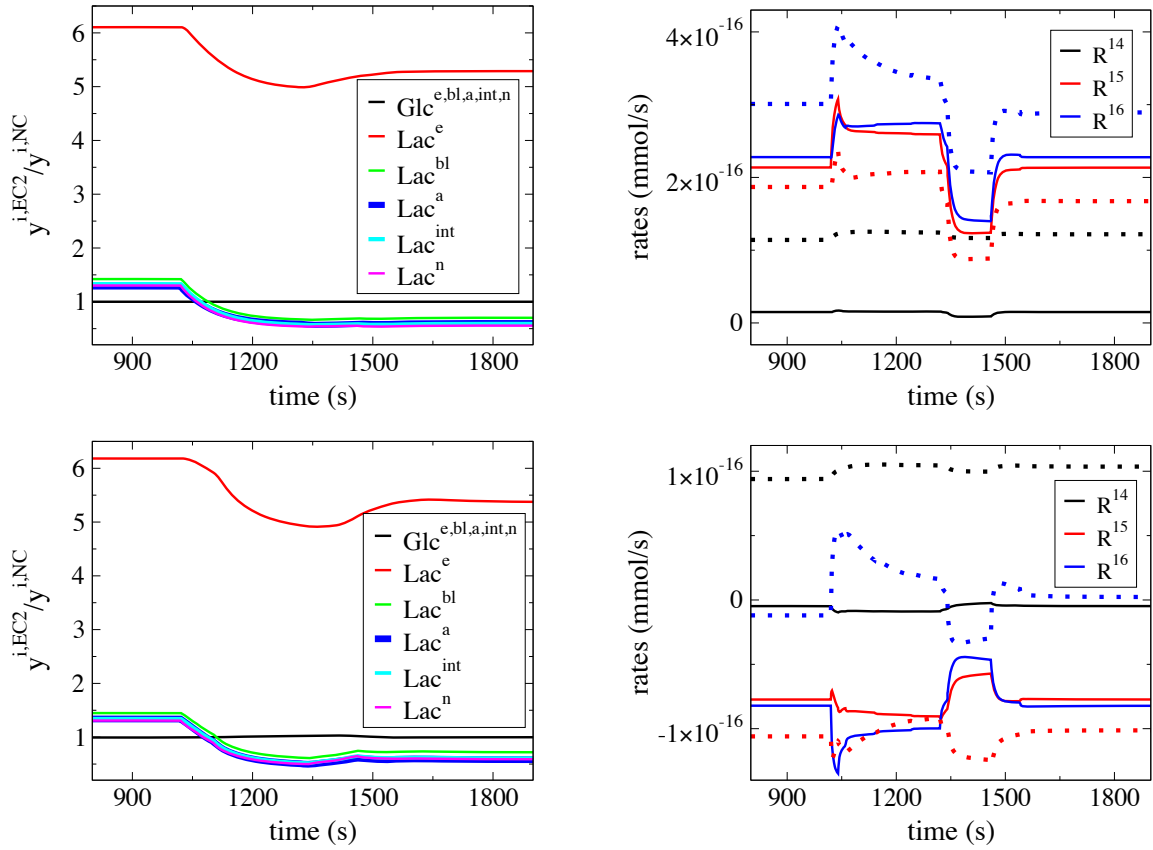 6
5
4
3
2
1
y^{i,EC2}/y^{i,NC}
Glc^{e,bl,a,int,n}
Lac^{e}
Lac^{bl}
Lac^{a}
Lac^{int}
Lac^{n}
900 1200 1500 1800
time (s)
4×10^{-16}
2×10^{-16}
0
rates (mmol/s)
R^{14}
R^{15}
R^{16}
900 1200 1500 1800
time (s)
6
5
4
3
2
1
y^{i,EC2}/y^{i,NC}
Glc^{e,bl,a,int,n}
Lac^{e}
Lac^{bl}
Lac^{a}
Lac^{int}
Lac^{n}
900 1200 1500 1800
time (s)
1×10^{-16}
0
-1×10^{-16}
rates (mmol/s)
R^{14}
R^{15}
R^{16}
900 1200 1500 1800
time (s)